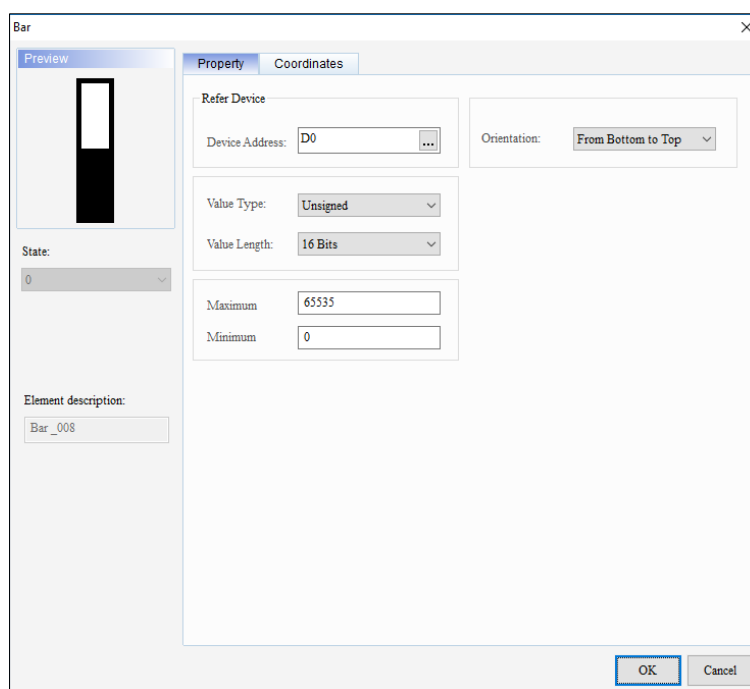 Bar
Preview
Property
Coordinates
Refer Device
Device Address:
D0
...
Orientation:
From Bottom to Top
Value Type:
Unsigned
Value Length:
16 Bits
State:
0
Maximum
65535
Minimum
0
Element description:
Bar_008
OK
Cancel